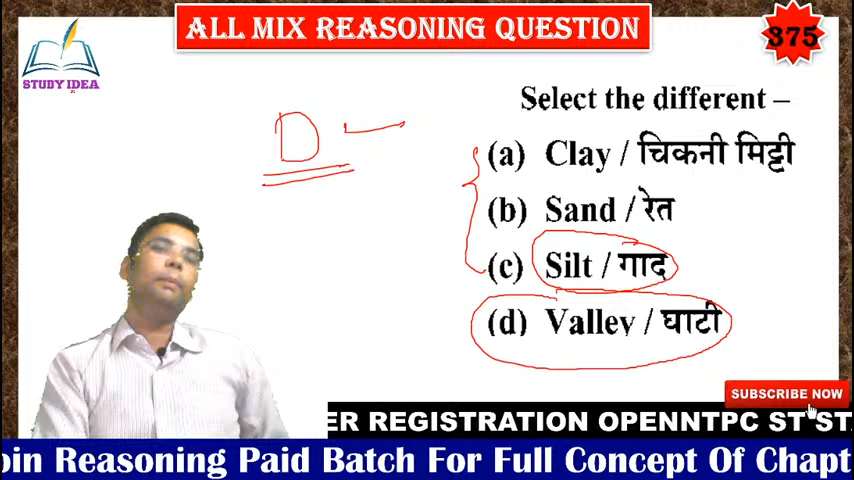 ALL MIX REASONING QUESTION
375
STUDY IDEA
Select the different –
D
(a) Clay / चिकनी मिट्टी
(b) Sand / रेत
(c) Silt / गाद
(d) Valley / घाटी
SUBSCRIBE NOW
ER REGISTRATION OPENNTPC ST ST
oin Reasoning Paid Batch For Full Concept Of Chapt